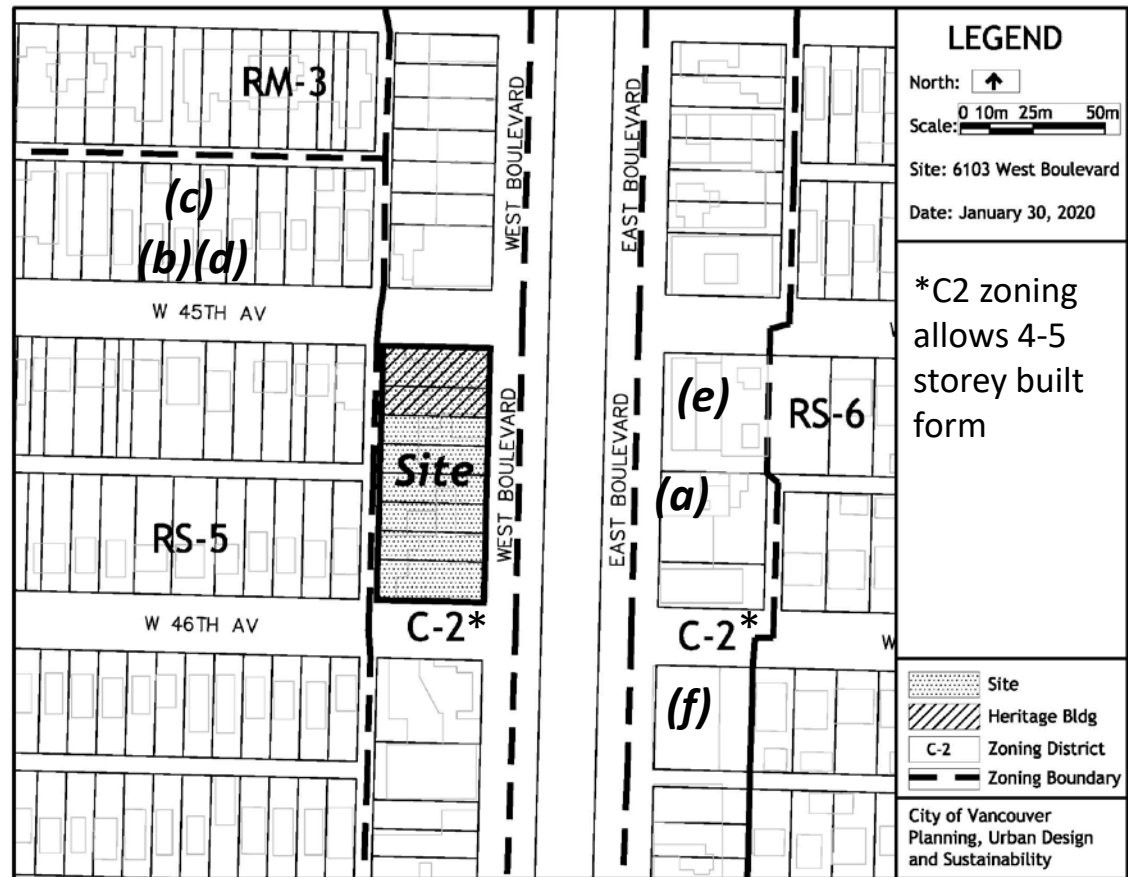 RM-3
(c)
(b)(d)
W 45TH AV
WEST BOULEVARD
EAST BOULEVARD
Site
RS-5
WEST BOULEVARD
EAST BOULEVARD
(e)
RS-6
(a)
W 46TH AV
C-2*
C-2*
(f)
W
W
LEGEND
North:
Scale: 0 10m 25m 50m
Site: 6103 West Boulevard
Date: January 30, 2020
*C2 zoning
allows 4-5
storey built
form
Site
Heritage Bldg
C-2 Zoning District
Zoning Boundary
City of Vancouver
Planning, Urban Design
and Sustainability